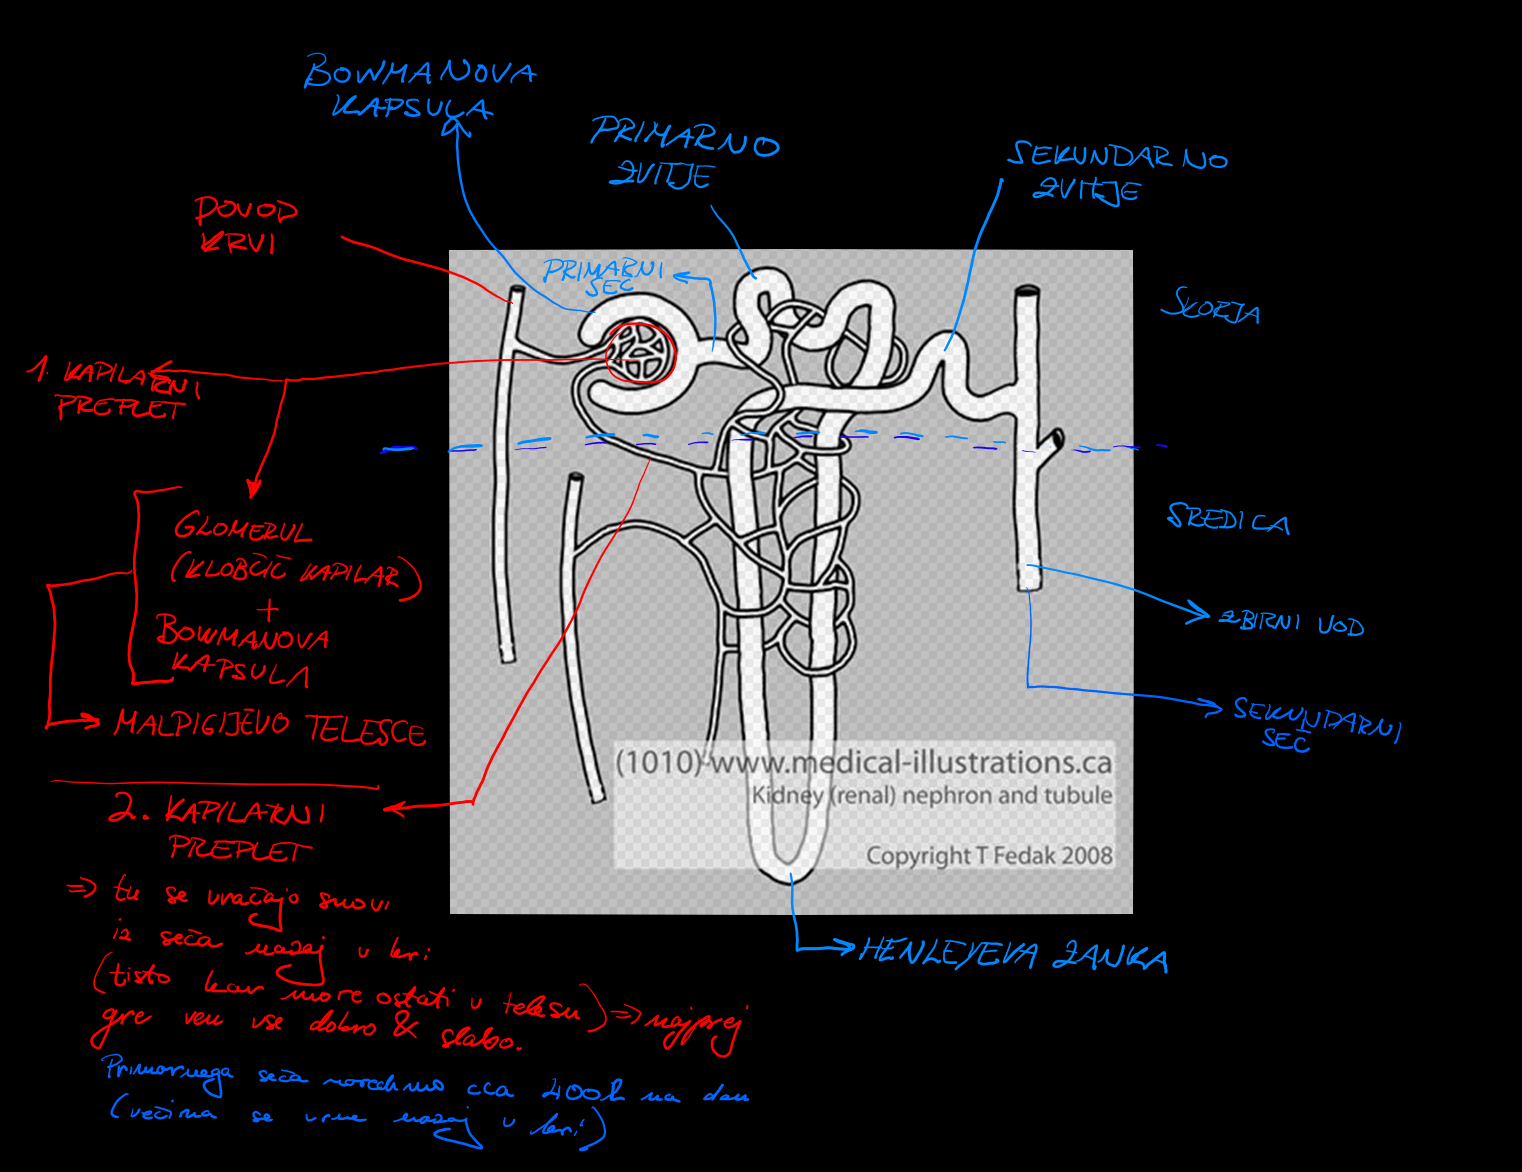 BOWMANOVA
KAPSULA
PRIMARNO
ZVITJE
SEKUNDARNO
ZVITJE
DOVOD
KRVI
PRIMARNI
SEČ
SKORJA
1. KAPILARNI
PREPLET
GLOMERUL
(KLOBČIČ KAPILAR)
+
BOWMANOVA
KAPSULA
MALPIGIJEVO TELESCE
SREDICA
ZBIRNI VOD
SEKUNDARNI
SEČ
(1010) www.medical-illustrations.ca
Kidney (renal) nephron and tubule
Copyright T Fedak 2008
HENLEYEVA ZANKA
2. KAPILARNI
PREPLET
=> tu se vračajo snovi
iz seča nazaj v kri
(tisto kar more ostati v telesu) => najprej
gre ven vse dobro & slabo.
Primarnega seča naredimo cca 400l na dan
(večina se vrne nazaj v kri)